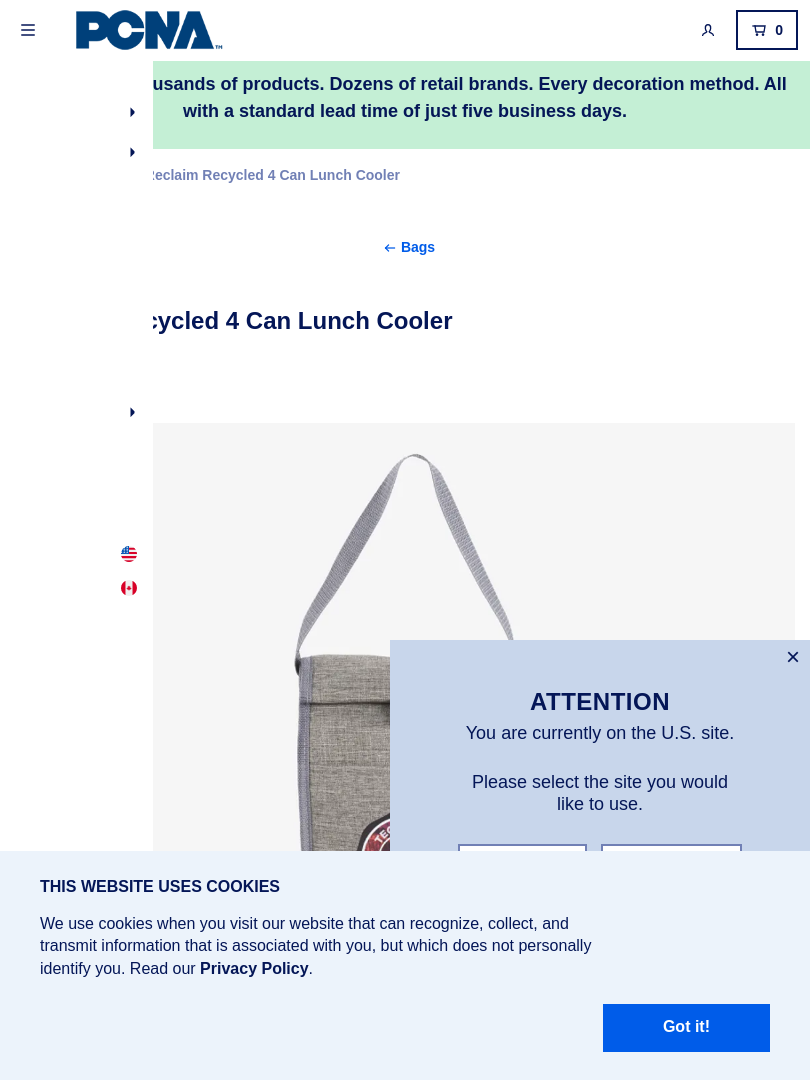 PCNA™
0
usands of products. Dozens of retail brands. Every decoration method. All
with a standard lead time of just five business days.
Reclaim Recycled 4 Can Lunch Cooler
Bags
cycled 4 Can Lunch Cooler
TEC
ATTENTION
You are currently on the U.S. site.
Please select the site you would
like to use.
THIS WEBSITE USES COOKIES
We use cookies when you visit our website that can recognize, collect, and
transmit information that is associated with you, but which does not personally
identify you. Read our Privacy Policy.
Got it!